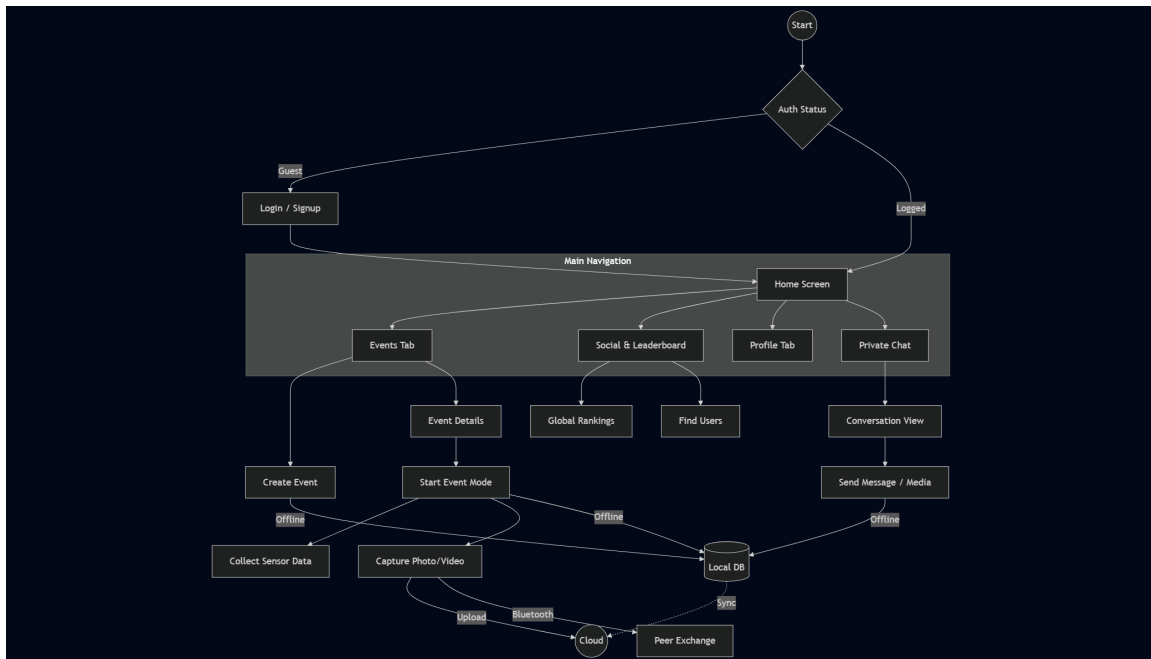 Start
Auth Status
Guest
Login / Signup
Logged
Main Navigation
Home Screen
Events Tab
Social & Leaderboard
Profile Tab
Private Chat
Event Details
Global Rankings
Find Users
Conversation View
Create Event
Start Event Mode
Send Message / Media
Offline
Offline
Offline
Collect Sensor Data
Capture Photo/Video
Local DB
Upload
Bluetooth
Sync
Cloud
Peer Exchange